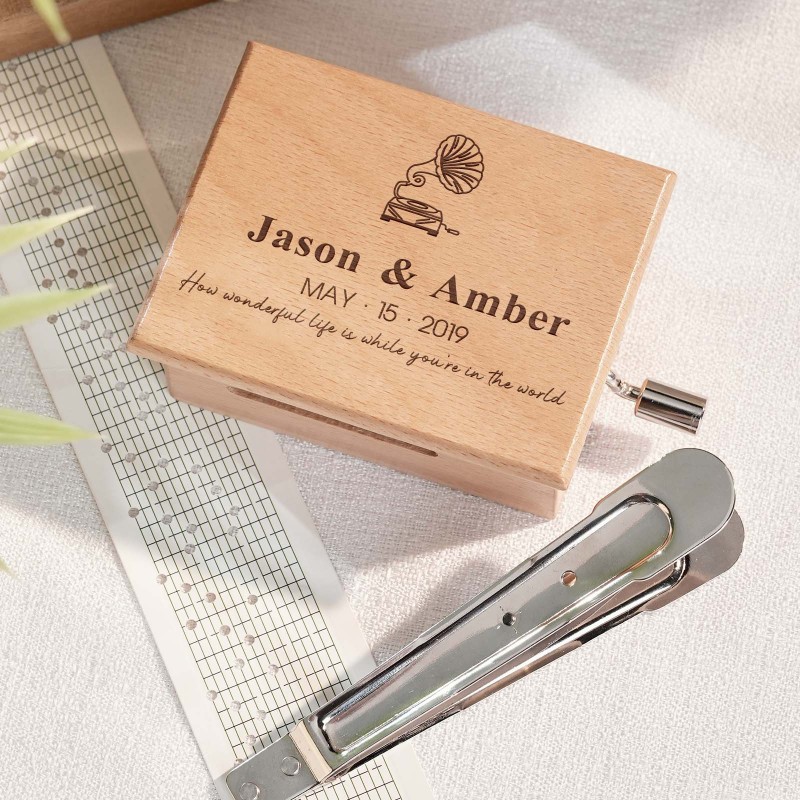 Jason & Amber
MAY · 15 · 2019
How wonderful life is while you're in the world